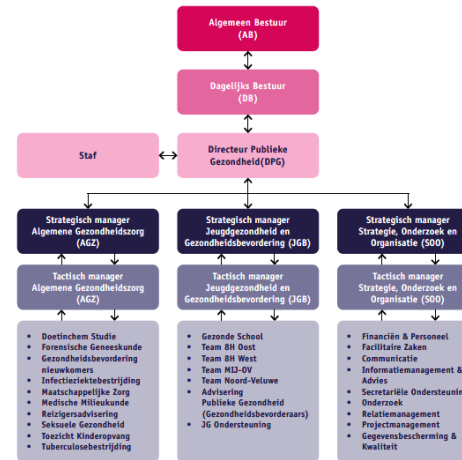 Algemeen Bestuur
(AB)
Dagelijks Bestuur
(DB)
Staf
Directeur Publieke
Gezondheid(DPG)
Strategisch manager
Algemene Gezondheidszorg
(AGZ)
Strategisch manager
Jeugdgezondheid en
Gezondheidsbevordering (JGB)
Strategisch manager
Strategie, Onderzoek en
Organisatie (SOO)
Tactisch manager
Algemene Gezondheidszorg
(AGZ)
Tactisch manager
Jeugdgezondheid en
Gezondheidsbevordering (JGB)
Tactisch manager
Strategie, Onderzoek en
Organisatie (SOO)
• Doetinchem Studie
• Forensische Geneeskunde
• Gezondheidsbevordering
nieuwkomers
• Infectieziektebestrijding
• Maatschappelijke Zorg
• Medische Milieukunde
• Reizigersadvisering
• Seksuele Gezondheid
• Toezicht Kinderopvang
• Tuberculosebestrijding
• Gezonde School
• Team 8H Oost
• Team 8H West
• Team MIJ-OV
• Team Noord-Veluwe
• Advisering
Publieke Gezondheid
(Gezondheidsbevorderaars)
• JG Ondersteuning
• Financiën & Personeel
• Facilitaire Zaken
• Communicatie
• Informatiemanagement &
Advies
• Secretariële Ondersteunin
• Onderzoek
• Relatiemanagement
• Projectmanagement
• Gegevensbescherming &
Kwaliteit